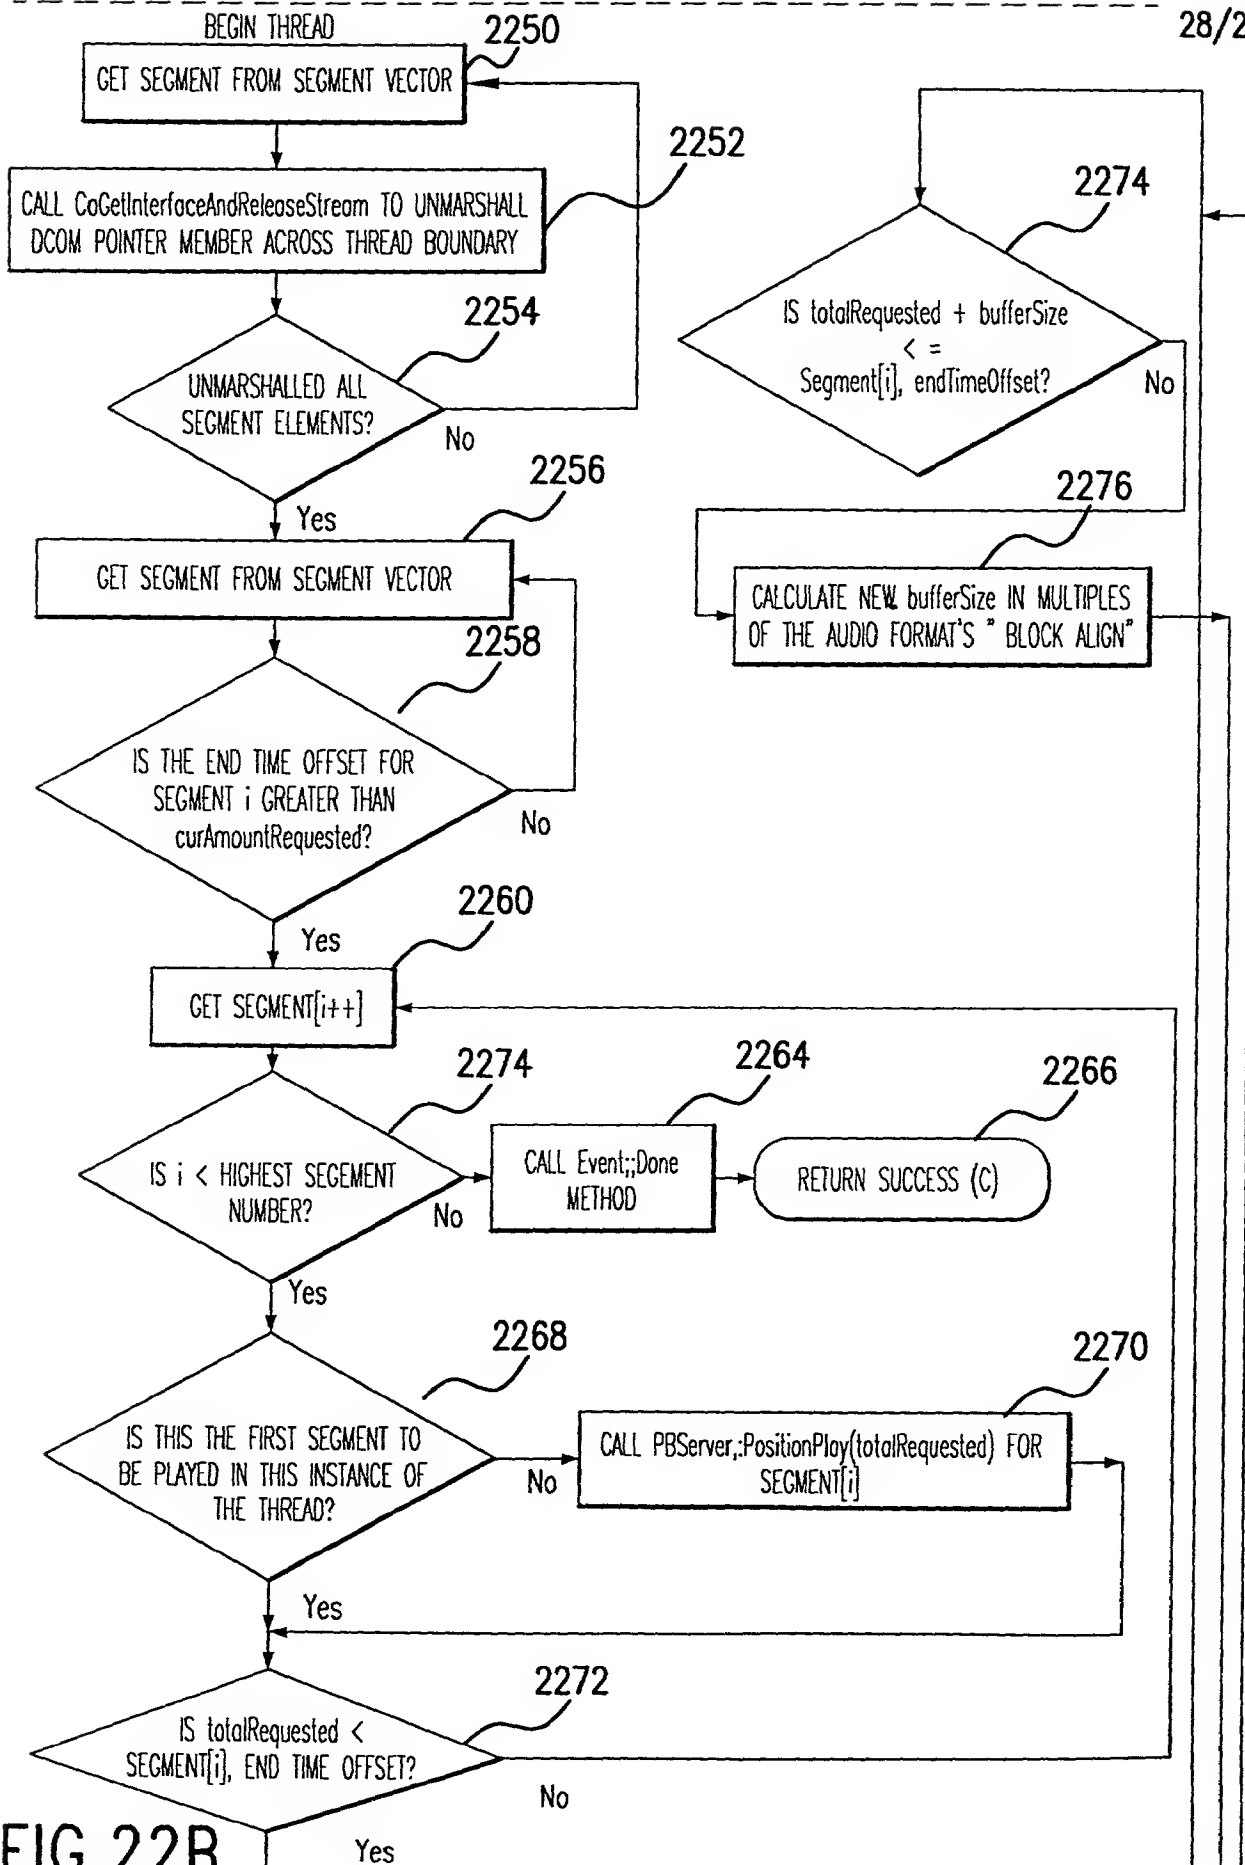 28/2
BEGIN THREAD
2250
GET SEGMENT FROM SEGMENT VECTOR
2252
CALL CoGetInterfaceAndReleaseStream TO UNMARSHALL
DCOM POINTER MEMBER ACROSS THREAD BOUNDARY
2254
UNMARSHALLED ALL
SEGMENT ELEMENTS?
No
Yes
2256
GET SEGMENT FROM SEGMENT VECTOR
2258
IS THE END TIME OFFSET FOR
SEGMENT i GREATER THAN
curAmountRequested?
No
Yes
2260
GET SEGMENT[i++]
2274
IS i < HIGHEST SEGEMENT
NUMBER?
No
2264
CALL Event;;Done
METHOD
2266
RETURN SUCCESS (C)
Yes
2268
IS THIS THE FIRST SEGMENT TO
BE PLAYED IN THIS INSTANCE OF
THE THREAD?
No
2270
CALL PBServer,:PositionPlay(totalRequested) FOR
SEGMENT[i]
Yes
2272
IS totalRequested <
SEGMENT[i], END TIME OFFSET?
No
Yes
2274
IS totalRequested + bufferSize
< =
Segment[i], endTimeOffset?
No
2276
CALCULATE NEW bufferSize IN MULTIPLES
OF THE AUDIO FORMAT'S " BLOCK ALIGN"
FIG 22B